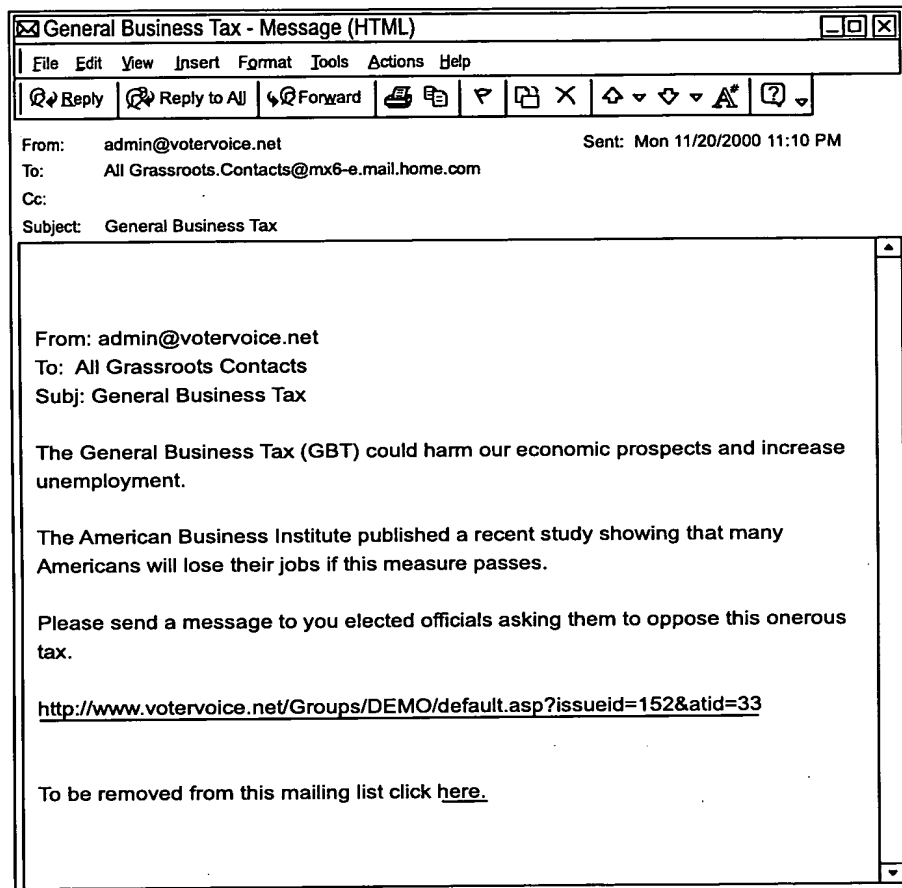 General Business Tax - Message (HTML)
File Edit View Insert Format Tools Actions Help
Reply Reply to All Forward
From: admin@votervoice.net Sent: Mon 11/20/2000 11:10 PM
To: All Grassroots.Contacts@mx6-e.mail.home.com
Cc:
Subject: General Business Tax
From: admin@votervoice.net
To: All Grassroots Contacts
Subj: General Business Tax
The General Business Tax (GBT) could harm our economic prospects and increase
unemployment.
The American Business Institute published a recent study showing that many
Americans will lose their jobs if this measure passes.
Please send a message to you elected officials asking them to oppose this onerous
tax.
http://www.votervoice.net/Groups/DEMO/default.asp?issueid=152&atid=33
To be removed from this mailing list click here.